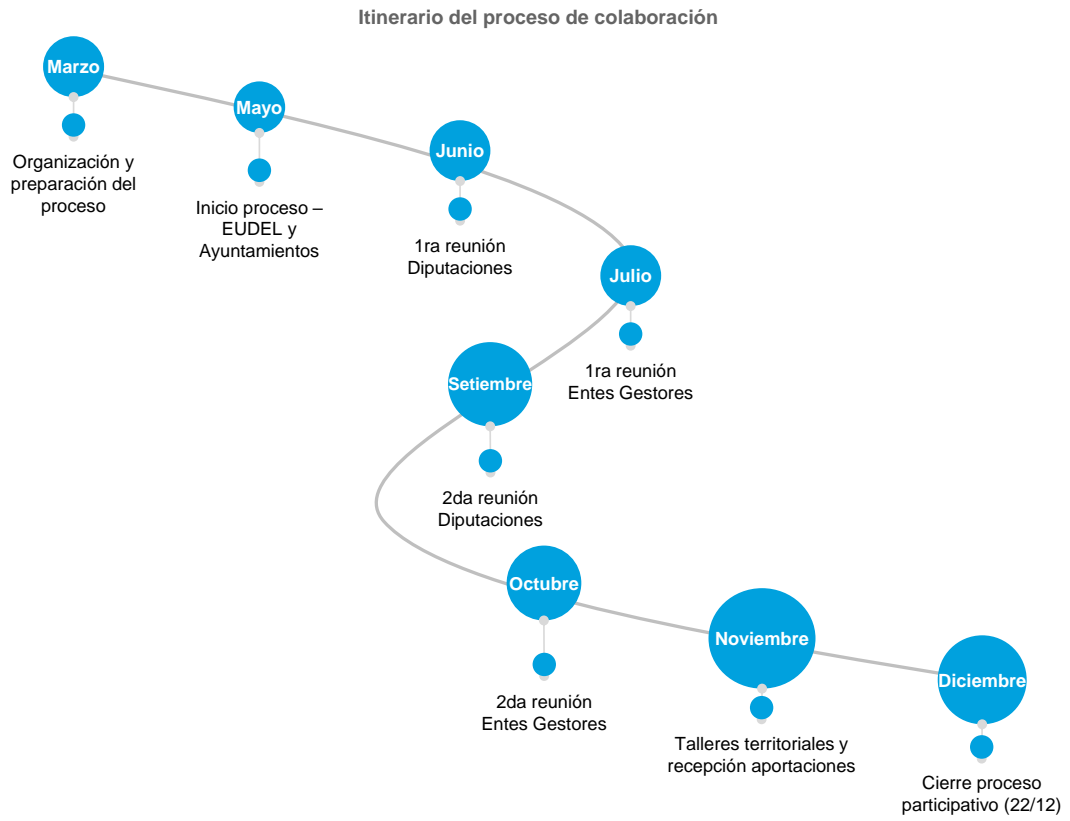 Itinerario del proceso de colaboración
Marzo
Organización y
preparación del
proceso
Mayo
Inicio proceso –
EUDEL y
Ayuntamientos
Junio
1ra reunión
Diputaciones
Julio
1ra reunión
Entes Gestores
Setiembre
2da reunión
Diputaciones
Octubre
2da reunión
Entes Gestores
Noviembre
Talleres territoriales y
recepción aportaciones
Diciembre
Cierre proceso
participativo (22/12)